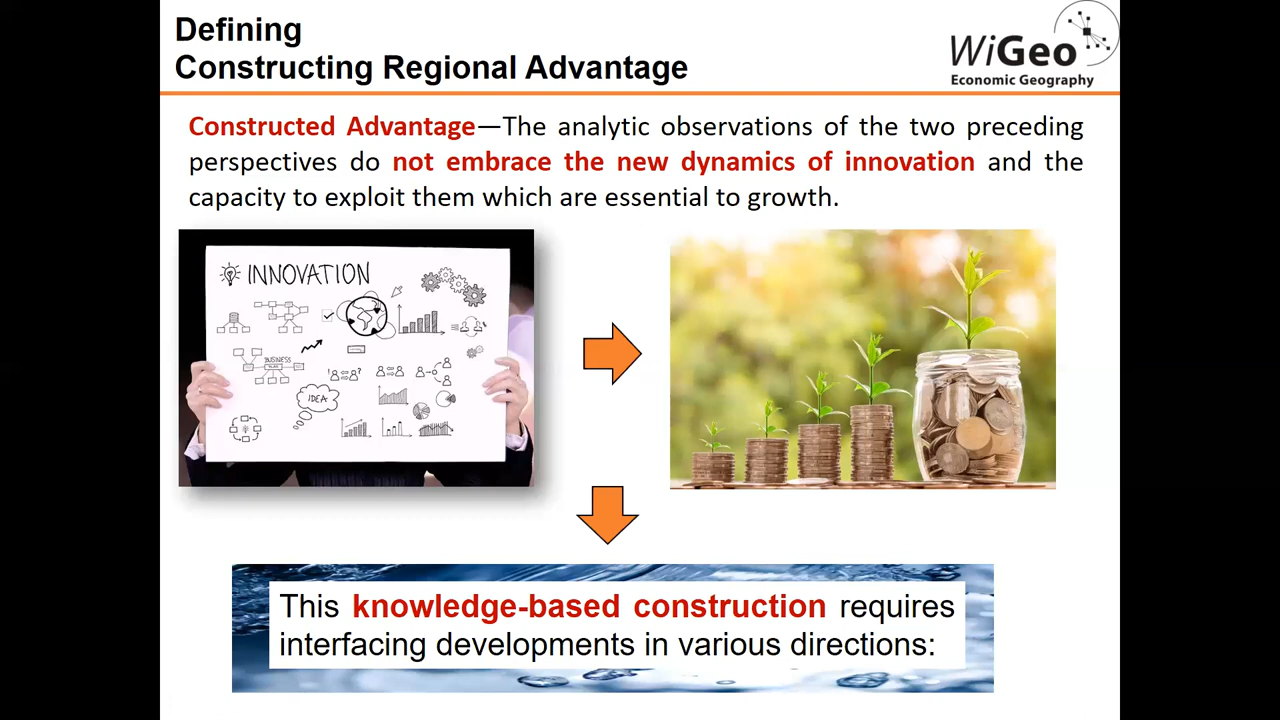 Defining
Constructing Regional Advantage
WiGeo
Economic Geography
Constructed Advantage—The analytic observations of the two preceding
perspectives do not embrace the new dynamics of innovation and the
capacity to exploit them which are essential to growth.
INNOVATION
BUSINESS
PLAN
IDEA
This knowledge-based construction requires
interfacing developments in various directions: